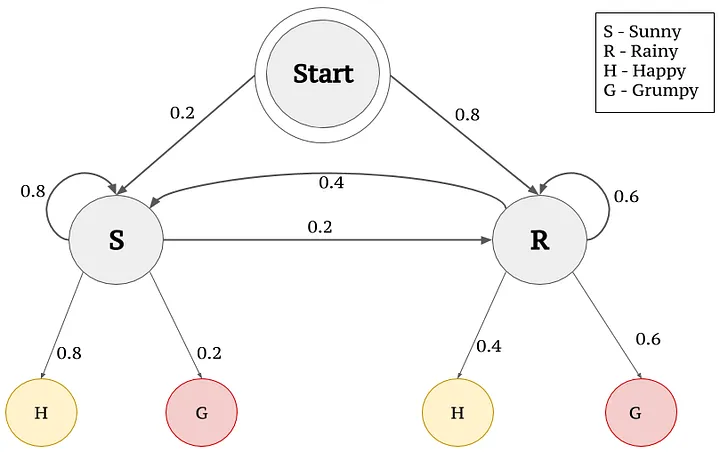 Start
S - Sunny
R - Rainy
H - Happy
G - Grumpy
0.2
0.8
0.8
0.4
0.6
S
0.2
R
0.8
0.2
0.4
0.6
H
G
H
G